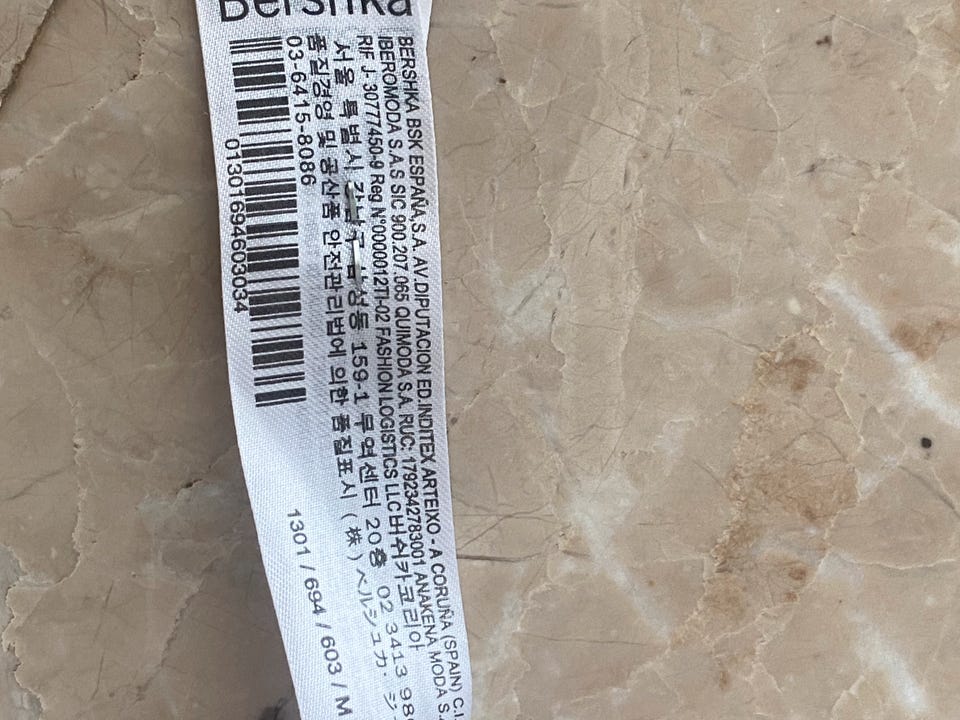 Bershka
BERSHKA BSK ESPAÑA,S.A. AV.DIPUTACION ED.INDITEX ARTEIXO - A CORUÑA (SPAIN) C.I.
IBEROMODA S.A.S SIC 900.207.065 QUIMODA S.A. RUC: 1792342783001 ANAKENA MODA S.
RIF J- 30777450-9 Reg N°0000012TI-02 FASHION LOGISTICS LLC 버쉬카코리아
서울 특별시 강남구 삼성동 159-1 무역센터 20층 02 3413 98
품질경영 및 공산품 안전관리법에 의한 품질표시 (株) ベルシュカ. ジ
03-6415-8086
01301694603034
1301 / 694 / 603 / M